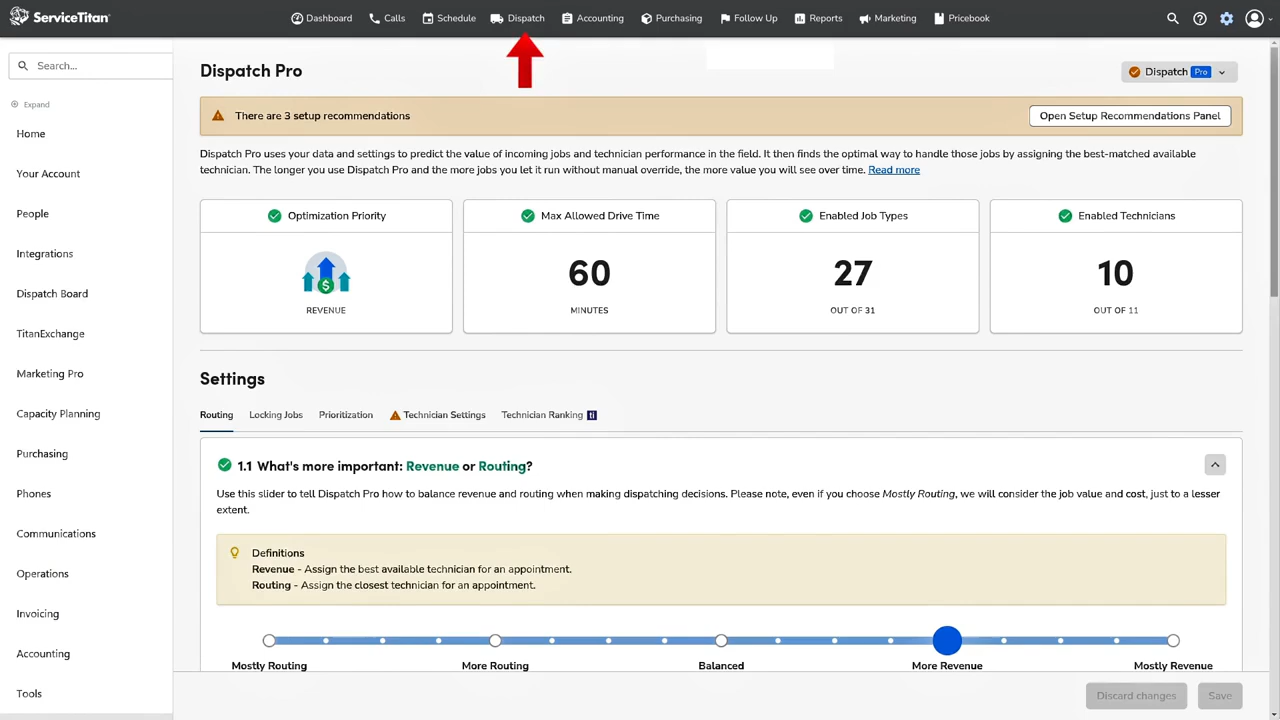 ServiceTitan
Dashboard
Calls
Schedule
Dispatch
Accounting
Purchasing
Follow Up
Reports
Marketing
Pricebook
Search...
Expand
Home
Your Account
People
Integrations
Dispatch Board
TitanExchange
Marketing Pro
Capacity Planning
Purchasing
Phones
Communications
Operations
Invoicing
Accounting
Tools
Dispatch Pro
Dispatch Pro
There are 3 setup recommendations
Open Setup Recommendations Panel
Dispatch Pro uses your data and settings to predict the value of incoming jobs and technician performance in the field. It then finds the optimal way to handle those jobs by assigning the best-matched available
technician. The longer you use Dispatch Pro and the more jobs you let it run without manual override, the more value you will see over time. Read more
Optimization Priority
REVENUE
Max Allowed Drive Time
60
MINUTES
Enabled Job Types
27
OUT OF 31
Enabled Technicians
10
OUT OF 11
Settings
Routing
Locking Jobs
Prioritization
Technician Settings
Technician Ranking
1.1 What's more important: Revenue or Routing?
Use this slider to tell Dispatch Pro how to balance revenue and routing when making dispatching decisions. Please note, even if you choose Mostly Routing, we will consider the job value and cost, just to a lesser
extent.
Definitions
Revenue - Assign the best available technician for an appointment.
Routing - Assign the closest technician for an appointment.
Mostly Routing
More Routing
Balanced
More Revenue
Mostly Revenue
Discard changes
Save